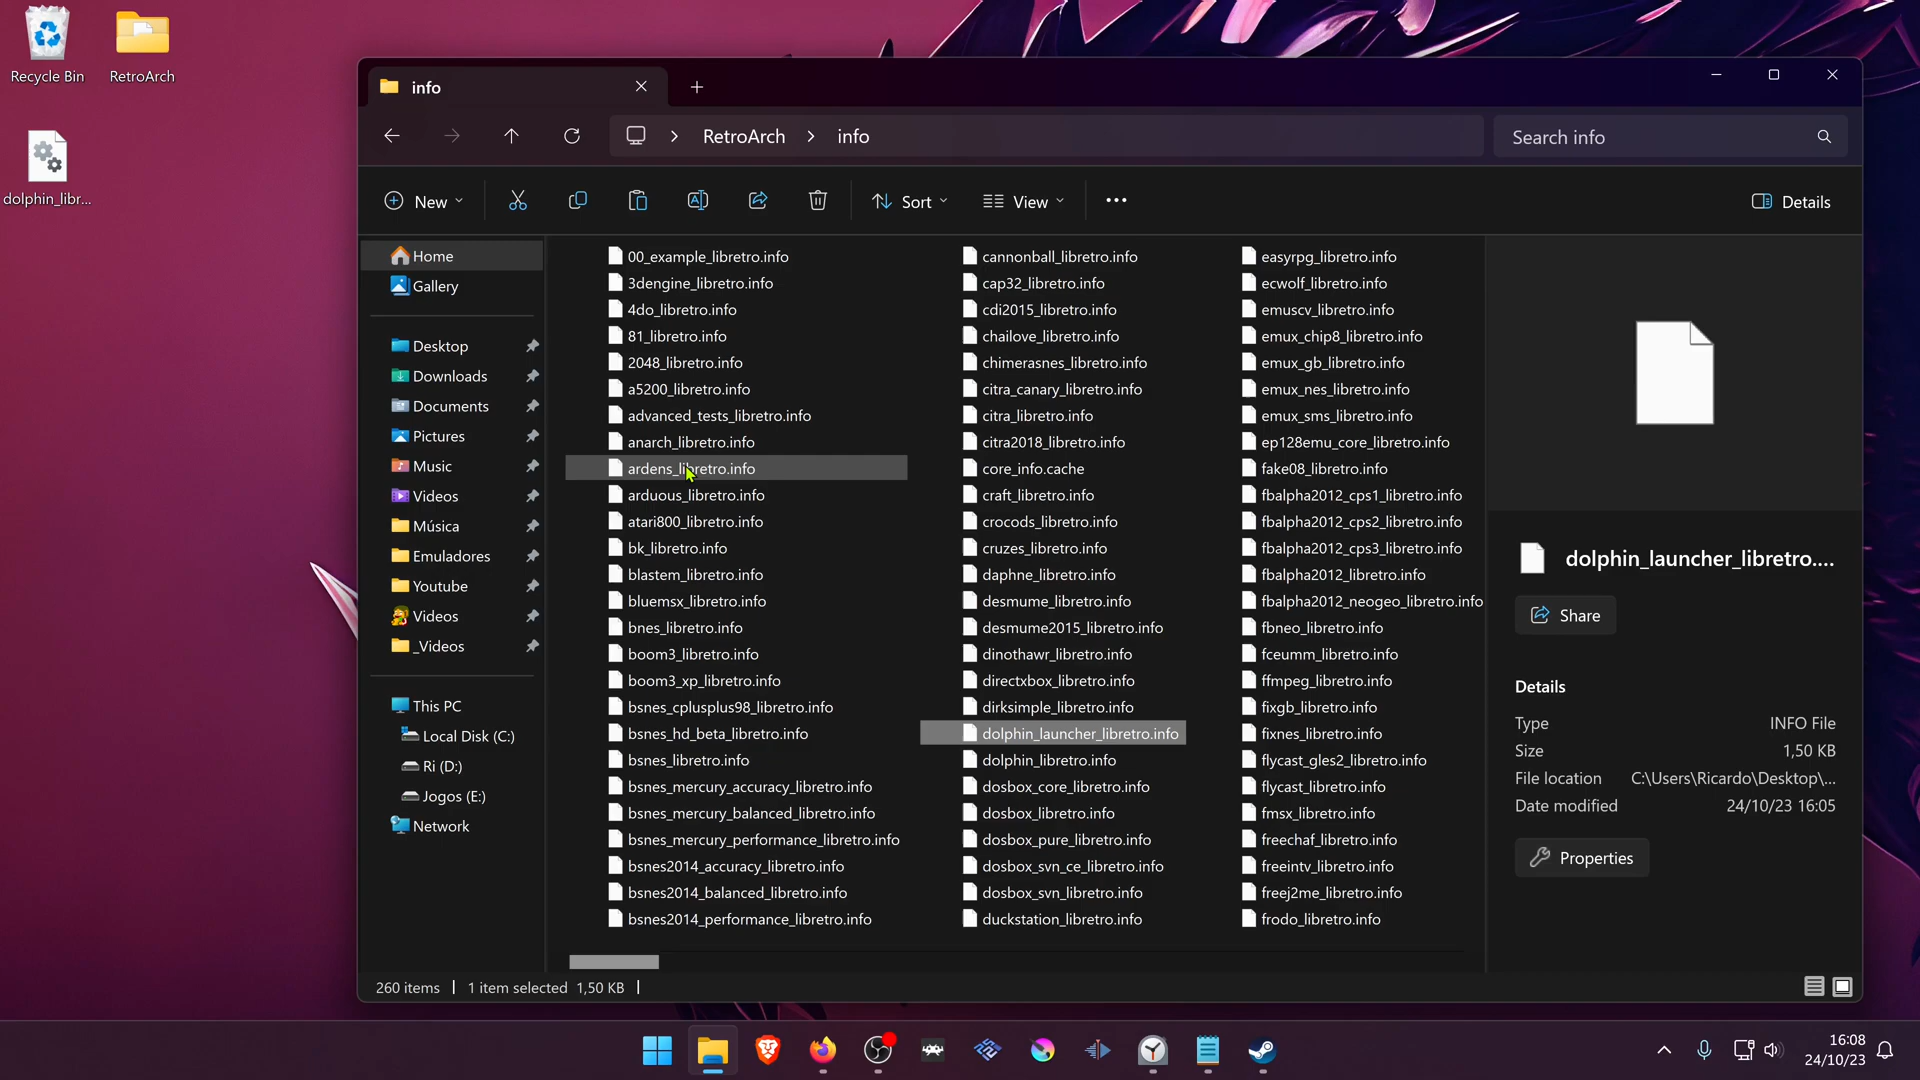 Recycle Bin
RetroArch
dolphin_libr...
info
RetroArch
info
Search info
New
Sort
View
Details
Home
Gallery
Desktop
Downloads
Documents
Pictures
Music
Videos
Música
Emuladores
Youtube
Videos
_Videos
This PC
Local Disk (C:)
Ri (D:)
Jogos (E:)
Network
00_example_libretro.info
3dengine_libretro.info
4do_libretro.info
81_libretro.info
2048_libretro.info
a5200_libretro.info
advanced_tests_libretro.info
anarch_libretro.info
ardens_libretro.info
arduous_libretro.info
atari800_libretro.info
bk_libretro.info
blastem_libretro.info
bluemsx_libretro.info
bnes_libretro.info
boom3_libretro.info
boom3_xp_libretro.info
bsnes_cplusplus98_libretro.info
bsnes_hd_beta_libretro.info
bsnes_libretro.info
bsnes_mercury_accuracy_libretro.info
bsnes_mercury_balanced_libretro.info
bsnes_mercury_performance_libretro.info
bsnes2014_accuracy_libretro.info
bsnes2014_balanced_libretro.info
bsnes2014_performance_libretro.info
cannonball_libretro.info
cap32_libretro.info
cdi2015_libretro.info
chailove_libretro.info
chimerasnes_libretro.info
citra_canary_libretro.info
citra_libretro.info
citra2018_libretro.info
core_info.cache
craft_libretro.info
crocods_libretro.info
cruzes_libretro.info
daphne_libretro.info
desmume_libretro.info
desmume2015_libretro.info
dinothawr_libretro.info
directxbox_libretro.info
dirksimple_libretro.info
dolphin_launcher_libretro.info
dolphin_libretro.info
dosbox_core_libretro.info
dosbox_libretro.info
dosbox_pure_libretro.info
dosbox_svn_ce_libretro.info
dosbox_svn_libretro.info
duckstation_libretro.info
easyrpg_libretro.info
ecwolf_libretro.info
emuscv_libretro.info
emux_chip8_libretro.info
emux_gb_libretro.info
emux_nes_libretro.info
emux_sms_libretro.info
ep128emu_core_libretro.info
fake08_libretro.info
fbalpha2012_cps1_libretro.info
fbalpha2012_cps2_libretro.info
fbalpha2012_cps3_libretro.info
fbalpha2012_libretro.info
fbalpha2012_neogeo_libretro.info
fbneo_libretro.info
fceumm_libretro.info
ffmpeg_libretro.info
fixgb_libretro.info
fixnes_libretro.info
flycast_gles2_libretro.info
flycast_libretro.info
fmsx_libretro.info
freechaf_libretro.info
freeintv_libretro.info
freej2me_libretro.info
frodo_libretro.info
dolphin_launcher_libretro....
Share
Details
Type INFO File
Size 1,50 KB
File location C:\Users\Ricardo\Desktop\...
Date modified 24/10/23 16:05
Properties
260 items
1 item selected 1,50 KB
16:08
24/10/23